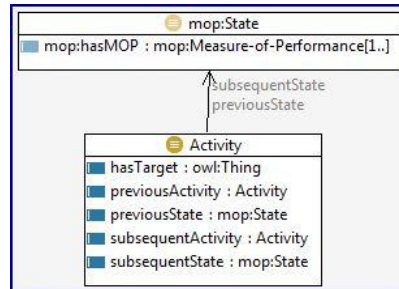 mop:State
mop:hasMOP : mop:Measure-of-Performance[1..]
subsequentState
previousState
Activity
hasTarget : owl:Thing
previousActivity : Activity
previousState : mop:State
subsequentActivity : Activity
subsequentState : mop:State